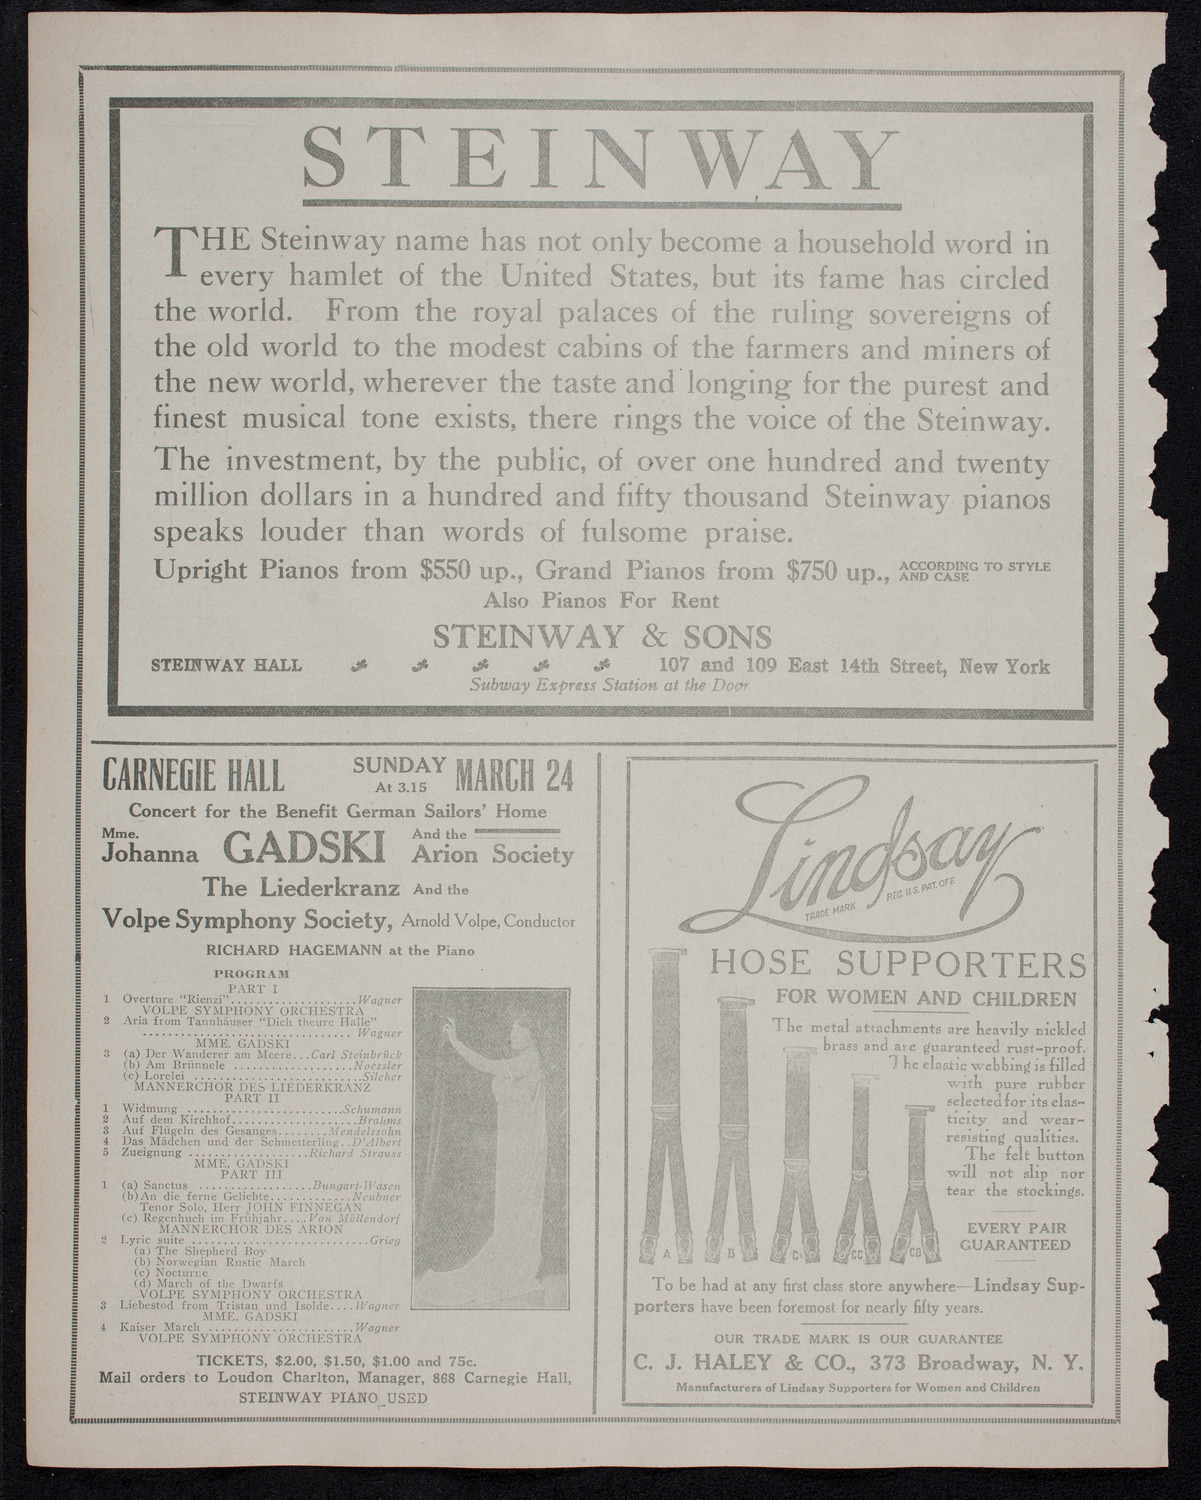 STEINWAY
THE Steinway name has not only become a household word in
every hamlet of the United States, but its fame has circled
the world. From the royal palaces of the ruling sovereigns of
the old world to the modest cabins of the farmers and miners of
the new world, wherever the taste and longing for the purest and
finest musical tone exists, there rings the voice of the Steinway.
The investment, by the public, of over one hundred and twenty
million dollars in a hundred and fifty thousand Steinway pianos
speaks louder than words of fulsome praise.
Upright Pianos from $550 up., Grand Pianos from $750 up., ACCORDING TO STYLE AND CASE
Also Pianos For Rent
STEINWAY & SONS
STEINWAY HALL 107 and 109 East 14th Street, New York
Subway Express Station at the Door
CARNEGIE HALL SUNDAY At 3.15 MARCH 24
Concert for the Benefit German Sailors' Home
Mme. Johanna GADSKI And the Arion Society
The Liederkranz And the
Volpe Symphony Society, Arnold Volpe, Conductor
RICHARD HAGEMANN at the Piano
PROGRAM
PART I
1 Overture "Rienzi"....................Wagner
VOLPE SYMPHONY ORCHESTRA
2 Aria from Tannhäuser "Dich theure Halle"
..................................Wagner
MME. GADSKI
3 (a) Der Wanderer am Meere...Carl Steinbrück
(b) Am Brünnele ...................Noessler
(c) Lorelei ..........................Silcher
MANNERCHOR DES LIEDERKRANZ
PART II
1 Widmung ........................Schumann
2 Auf dem Kirchhof...................Brahms
3 Auf Flügeln des Gesanges........Mendelssohn
4 Das Mädchen und der Schmetterling..D'Albert
5 Zueignung ...................Richard Strauss
MME. GADSKI
PART III
1 (a) Sanctus ..................Bungart-Wasen
(b) An die ferne Geliebte.............Neubner
Tenor Solo, Herr JOHN FINNEGAN
(c) Regenhuch im Frühjahr....Von Möllendorf
MANNERCHOR DES ARION
2 Lyric suite ...........................Grieg
(a) The Shepherd Boy
(b) Norwegian Rustic March
(c) Nocturne
(d) March of the Dwarfs
VOLPE SYMPHONY ORCHESTRA
3 Liebestod from Tristan und Isolde....Wagner
MME. GADSKI
4 Kaiser March .......................Wagner
VOLPE SYMPHONY ORCHESTRA
TICKETS, $2.00, $1.50, $1.00 and 75c.
Mail orders to Loudon Charlton, Manager, 868 Carnegie Hall,
STEINWAY PIANO USED
Lindsay
TRADE MARK REG. U.S. PAT. OFF.
HOSE SUPPORTERS
FOR WOMEN AND CHILDREN
The metal attachments are heavily nickled
brass and are guaranteed rust-proof.
The elastic webbing is filled
with pure rubber
selected for its elas-
ticity and wear-
resisting qualities.
The felt button
will not slip nor
tear the stockings.
EVERY PAIR
GUARANTEED
A B C CC CD
To be had at any first class store anywhere—Lindsay Sup-
porters have been foremost for nearly fifty years.
OUR TRADE MARK IS OUR GUARANTEE
C. J. HALEY & CO., 373 Broadway, N. Y.
Manufacturers of Lindsay Supporters for Women and Children